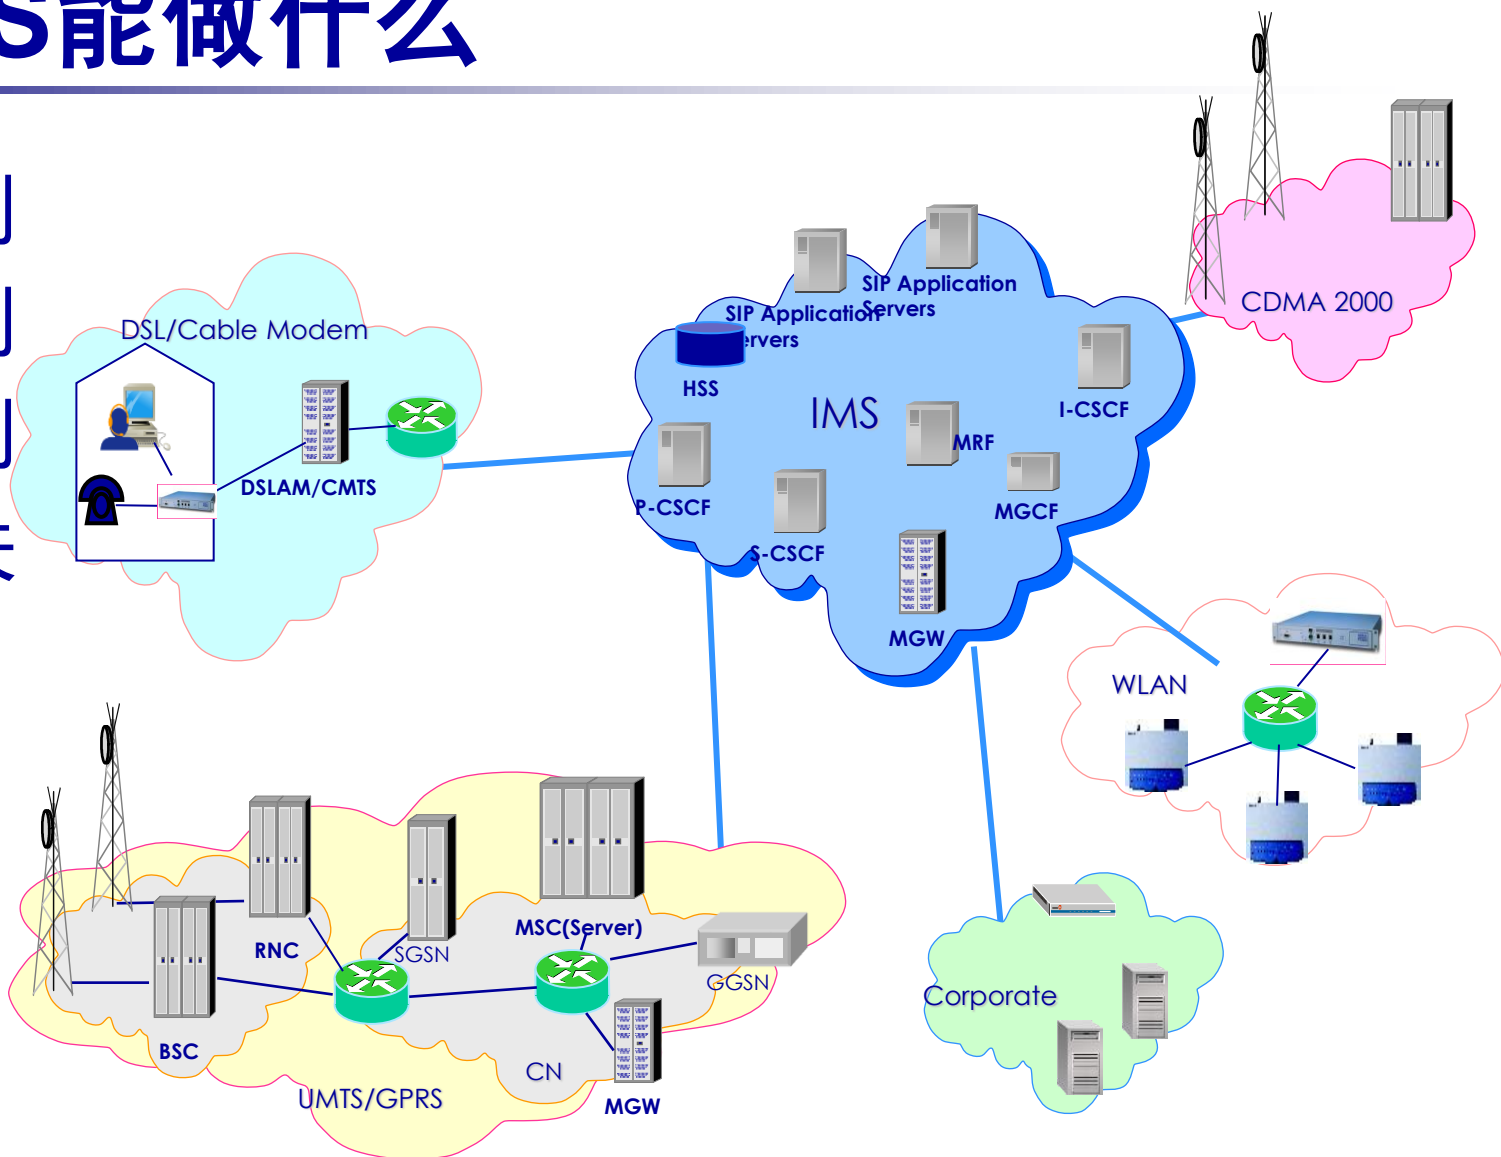 S能做什么
DSL/Cable Modem
DSLAM/CMTS
SIP Application
Servers
SIP Application
ervers
HSS
IMS
I-CSCF
MRF
P-CSCF
MGCF
S-CSCF
MGW
CDMA 2000
WLAN
RNC
SGSN
MSC(Server)
GGSN
BSC
CN
UMTS/GPRS
MGW
Corporate